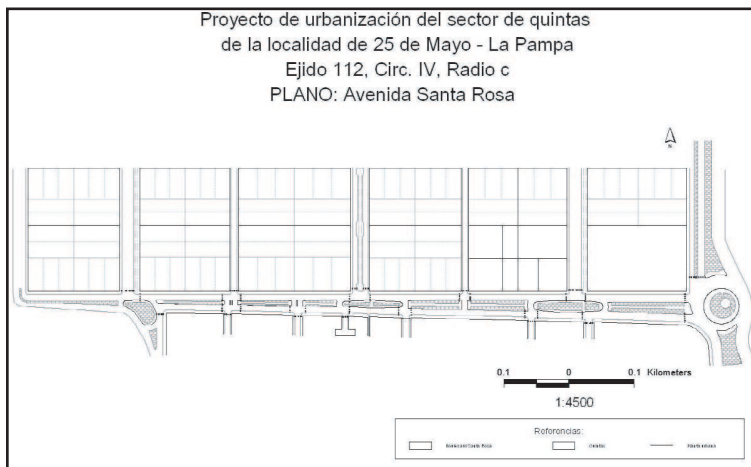 Proyecto de urbanización del sector de quintas
de la localidad de 25 de Mayo - La Pampa
Ejido 112, Circ. IV, Radio c
PLANO: Avenida Santa Rosa
N
0.1 0 0.1 Kilometers
1:4500
Referencias: